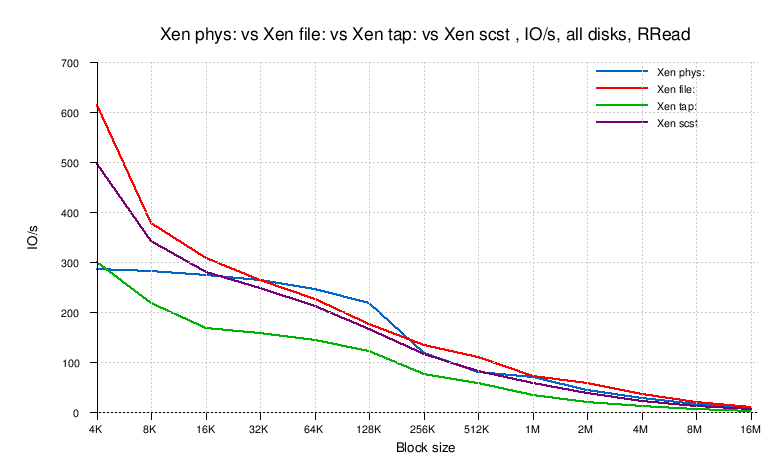 Xen phys: vs Xen file: vs Xen tap: vs Xen scst , IO/s, all disks, RRead
700
600
500
400
300
200
100
0
IO/s
Xen phys:
Xen file:
Xen tap:
Xen scst
4K 8K 16K 32K 64K 128K 256K 512K 1M 2M 4M 8M 16M
Block size